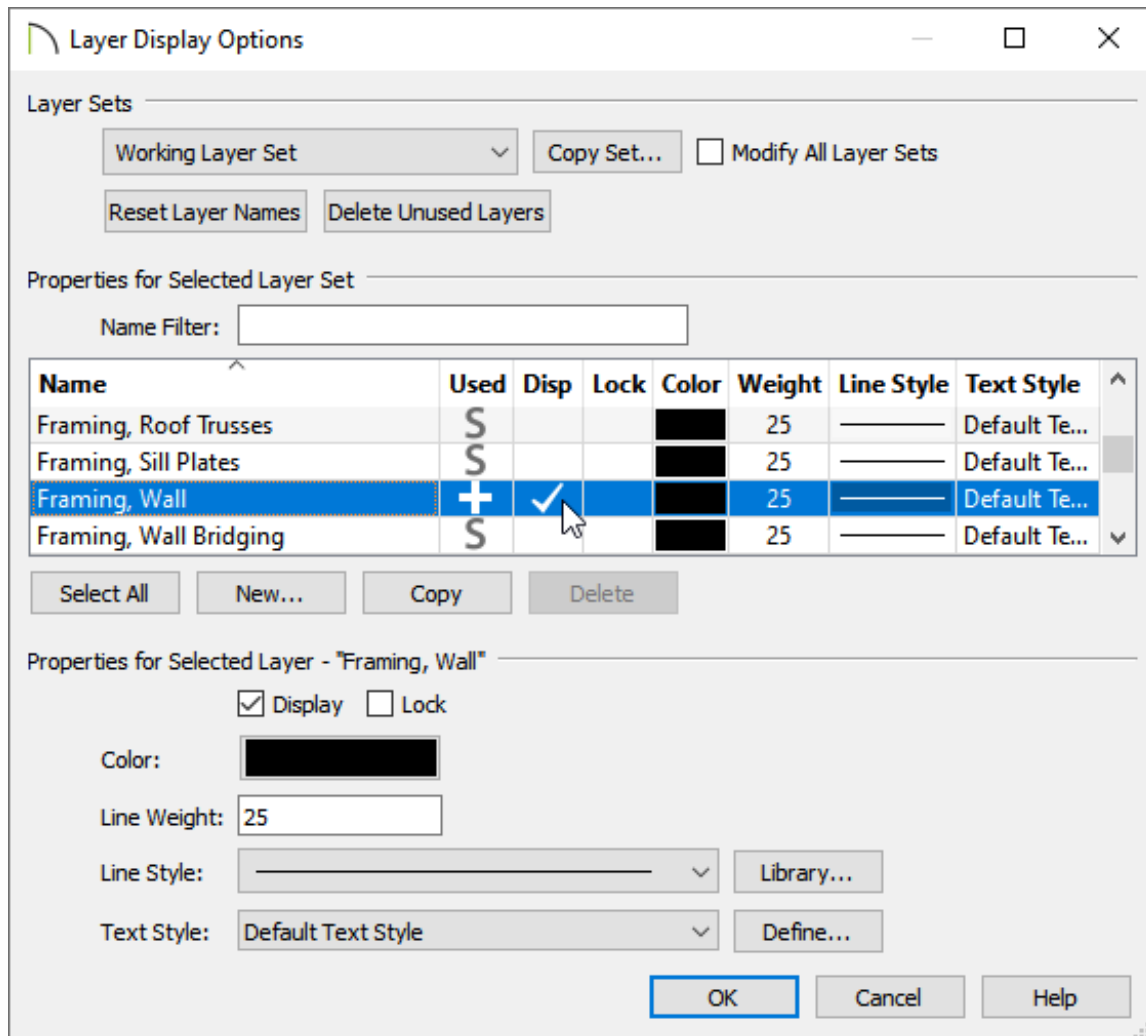 Layer Display Options
Layer Sets
Working Layer Set Copy Set... Modify All Layer Sets
Reset Layer Names Delete Unused Layers
Properties for Selected Layer Set
Name Filter:
Name Used Disp Lock Color Weight Line Style Text Style
Framing, Roof Trusses S 25 Default Te...
Framing, Sill Plates S 25 Default Te...
Framing, Wall 25 Default Te...
Framing, Wall Bridging S 25 Default Te...
Select All New... Copy Delete
Properties for Selected Layer - "Framing, Wall"
Display Lock
Color:
Line Weight: 25
Line Style: Library...
Text Style: Default Text Style Define...
OK Cancel Help